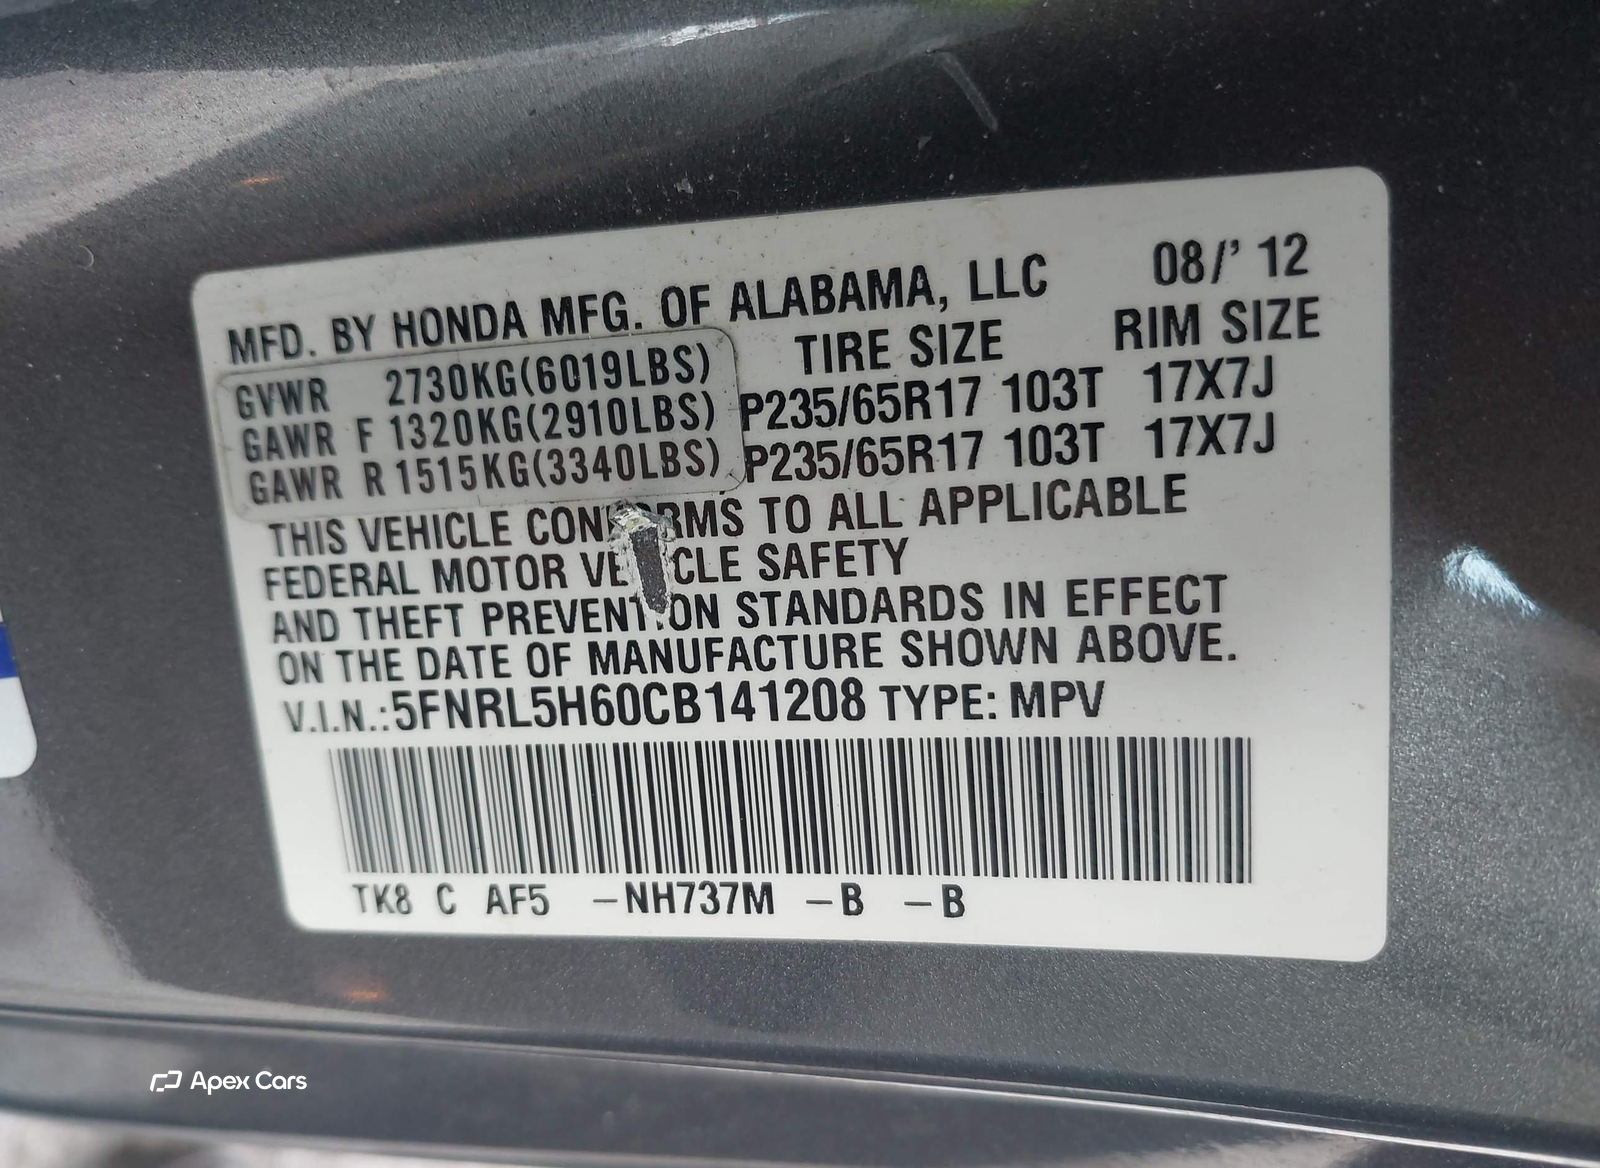 MFD. BY HONDA MFG. OF ALABAMA, LLC 08/' 12
TIRE SIZE RIM SIZE
GVWR 2730KG(6019LBS)
GAWR F 1320KG(2910LBS) P235/65R17 103T 17X7J
GAWR R 1515KG(3340LBS) P235/65R17 103T 17X7J
THIS VEHICLE CONFORMS TO ALL APPLICABLE
FEDERAL MOTOR VEHICLE SAFETY
AND THEFT PREVENTION STANDARDS IN EFFECT
ON THE DATE OF MANUFACTURE SHOWN ABOVE.
V.I.N.:5FNRL5H60CB141208 TYPE: MPV
TK8 C AF5 –NH737M –B –B
Apex Cars